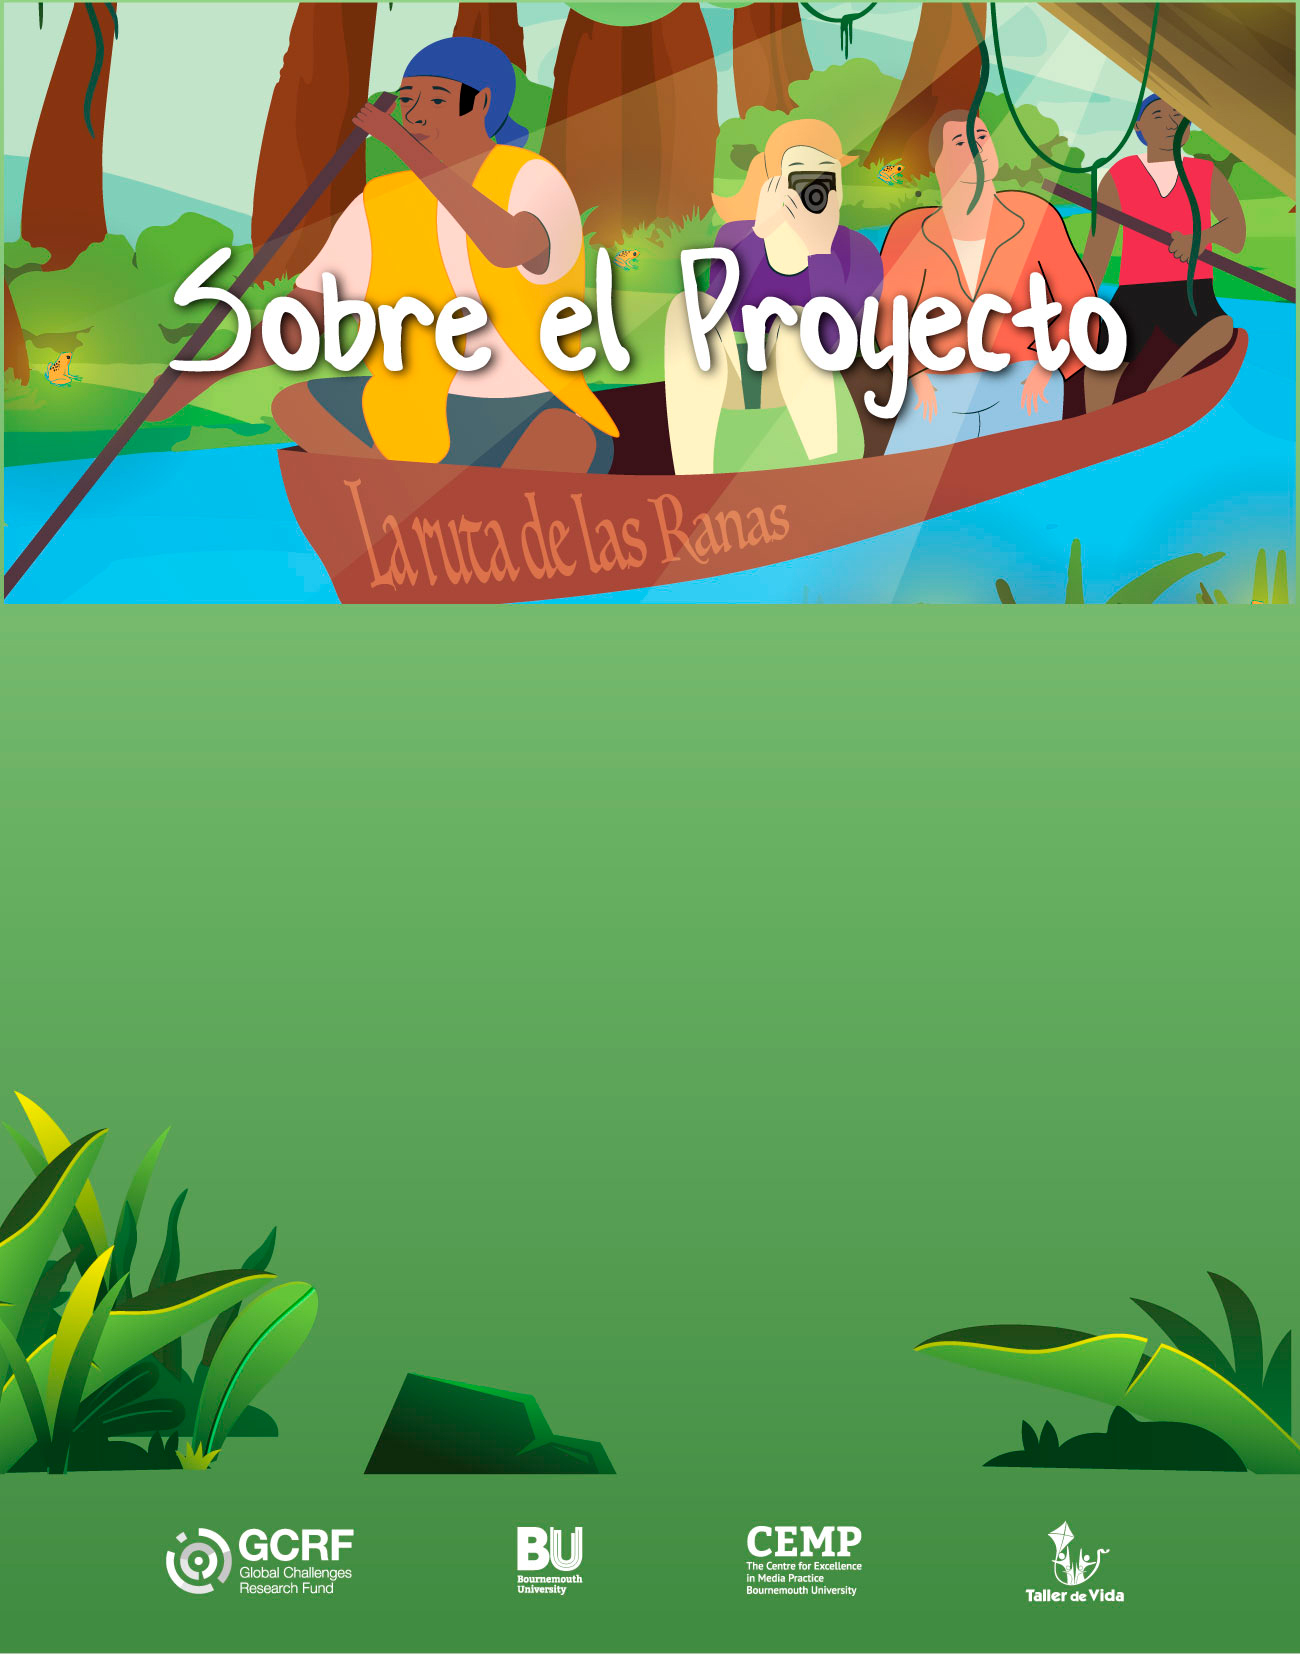 Sobre el Proyecto
La ruta de las Ranas
GCRF
Global Challenges
Research Fund
BU
Bournemouth
University
CEMP
The Centre for Excellence
in Media Practice
Bournemouth University
Taller de Vida